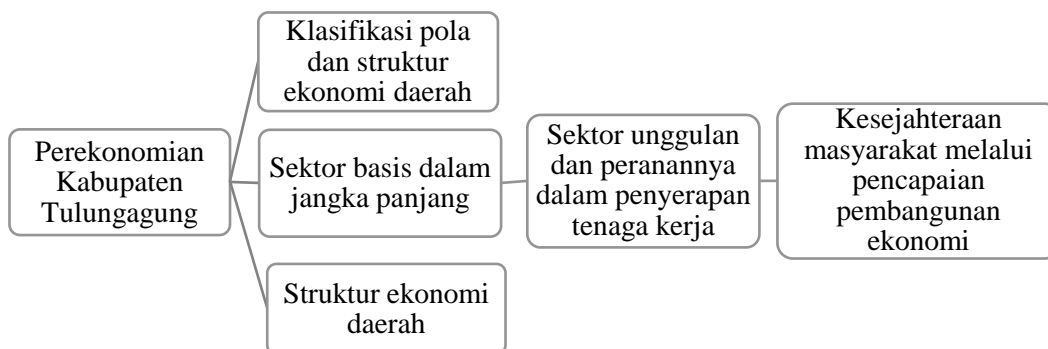 Perekonomian
Kabupaten
Tulungagung
Klasifikasi pola
dan struktur
ekonomi daerah
Sektor basis dalam
jangka panjang
Struktur ekonomi
daerah
Sektor unggulan
dan peranannya
dalam penyerapan
tenaga kerja
Kesejahteraan
masyarakat melalui
pencapaian
pembangunan
ekonomi